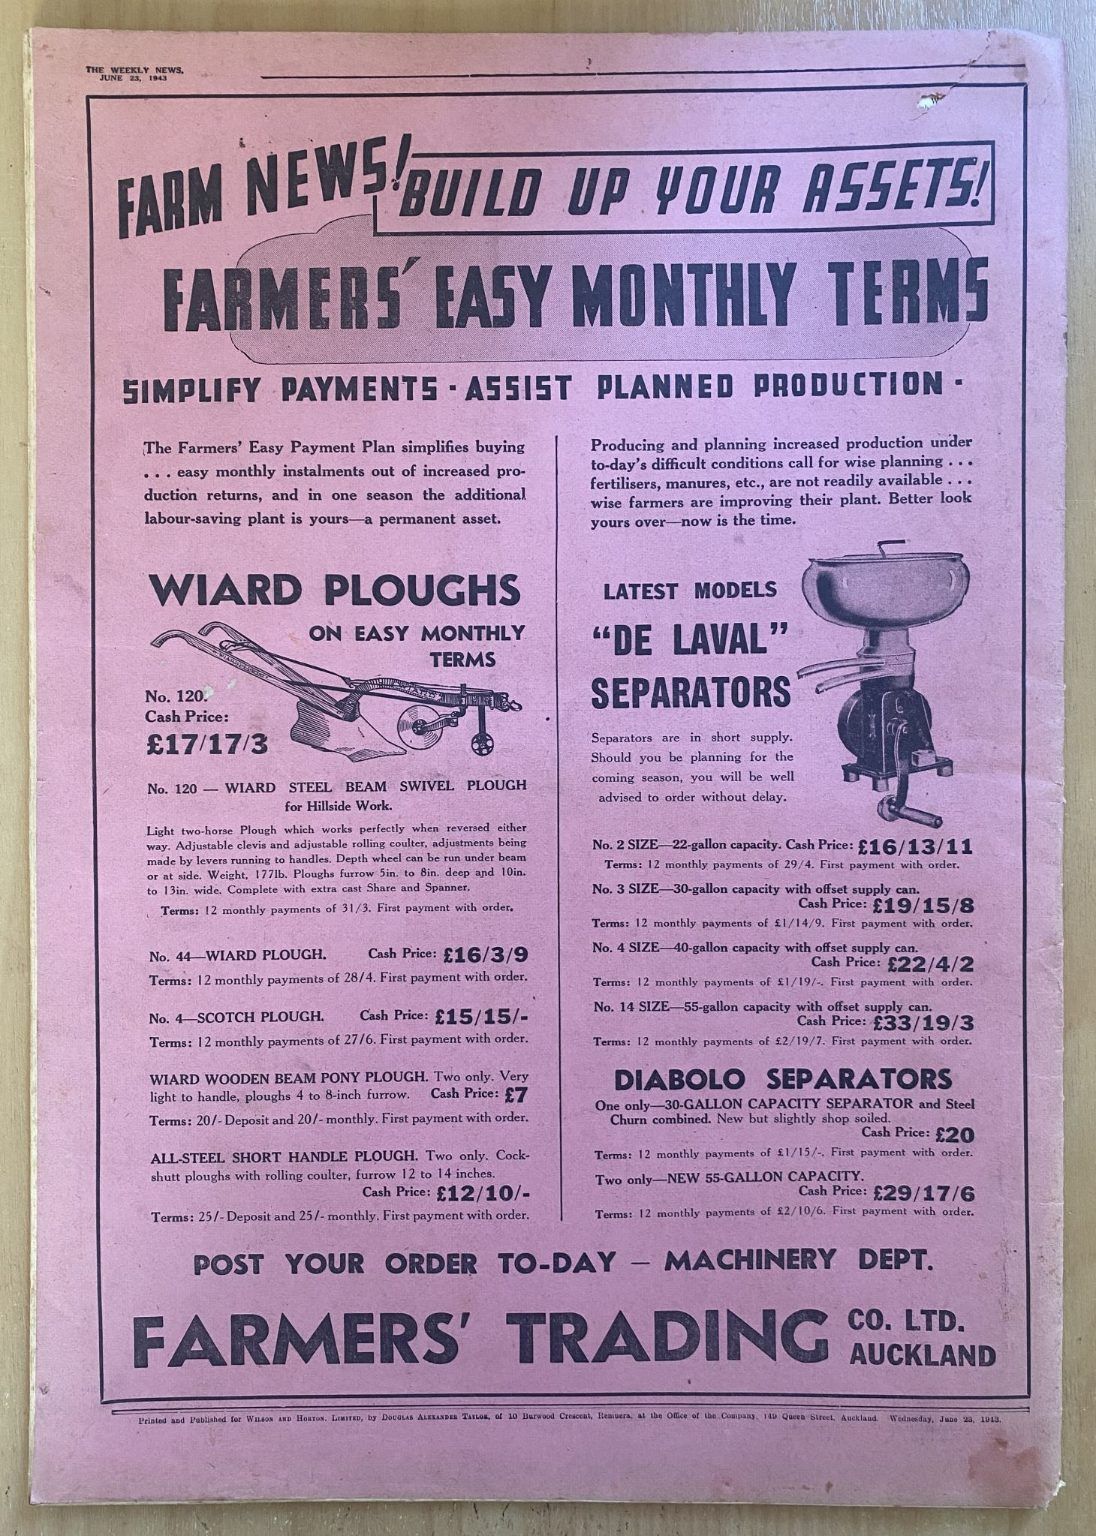 THE WEEKLY NEWS,
JUNE 23, 1943
FARM NEWS! BUILD UP YOUR ASSETS!
FARMERS' EASY MONTHLY TERMS
SIMPLIFY PAYMENTS - ASSIST PLANNED PRODUCTION -
The Farmers' Easy Payment Plan simplifies buying
. . . easy monthly instalments out of increased pro-
duction returns, and in one season the additional
labour-saving plant is yours—a permanent asset.
WIARD PLOUGHS
ON EASY MONTHLY
TERMS
No. 120.
Cash Price:
£17/17/3
No. 120 — WIARD STEEL BEAM SWIVEL PLOUGH
for Hillside Work.
Light two-horse Plough which works perfectly when reversed either
way. Adjustable clevis and adjustable rolling coulter, adjustments being
made by levers running to handles. Depth wheel can be run under beam
or at side. Weight, 177lb. Ploughs furrow 5in. to 8in. deep and 10in.
to 13in. wide. Complete with extra cast Share and Spanner.
Terms: 12 monthly payments of 31/3. First payment with order.
No. 44—WIARD PLOUGH. Cash Price: £16/3/9
Terms: 12 monthly payments of 28/4. First payment with order.
No. 4—SCOTCH PLOUGH. Cash Price: £15/15/-
Terms: 12 monthly payments of 27/6. First payment with order.
WIARD WOODEN BEAM PONY PLOUGH. Two only. Very
light to handle, ploughs 4 to 8-inch furrow. Cash Price: £7
Terms: 20/- Deposit and 20/- monthly. First payment with order.
ALL-STEEL SHORT HANDLE PLOUGH. Two only. Cock-
shutt ploughs with rolling coulter, furrow 12 to 14 inches.
Cash Price: £12/10/-
Terms: 25/- Deposit and 25/- monthly. First payment with order.
Producing and planning increased production under
to-day's difficult conditions call for wise planning . . .
fertilisers, manures, etc., are not readily available . . .
wise farmers are improving their plant. Better look
yours over—now is the time.
LATEST MODELS
"DE LAVAL"
SEPARATORS
Separators are in short supply.
Should you be planning for the
coming season, you will be well
advised to order without delay.
No. 2 SIZE—22-gallon capacity. Cash Price: £16/13/11
Terms: 12 monthly payments of 29/4. First payment with order.
No. 3 SIZE—30-gallon capacity with offset supply can.
Cash Price: £19/15/8
Terms: 12 monthly payments of £1/14/9. First payment with order.
No. 4 SIZE—40-gallon capacity with offset supply can.
Cash Price: £22/4/2
Terms: 12 monthly payments of £1/19/-. First payment with order.
No. 14 SIZE—55-gallon capacity with offset supply can.
Cash Price: £33/19/3
Terms: 12 monthly payments of £2/19/7. First payment with order.
DIABOLO SEPARATORS
One only—30-GALLON CAPACITY SEPARATOR and Steel
Churn combined. New but slightly shop soiled.
Cash Price: £20
Terms: 12 monthly payments of £1/15/-. First payment with order.
Two only—NEW 55-GALLON CAPACITY.
Cash Price: £29/17/6
Terms: 12 monthly payments of £2/10/6. First payment with order.
POST YOUR ORDER TO-DAY — MACHINERY DEPT.
FARMERS' TRADING CO. LTD.
AUCKLAND
Printed and Published for WILSON AND HORTON, LIMITED, by DOUGLAS ALEXANDER TAYLOR, of 10 Burwood Crescent, Remuera, at the Office of the Company, 149 Queen Street, Auckland. Wednesday, June 23, 1943.